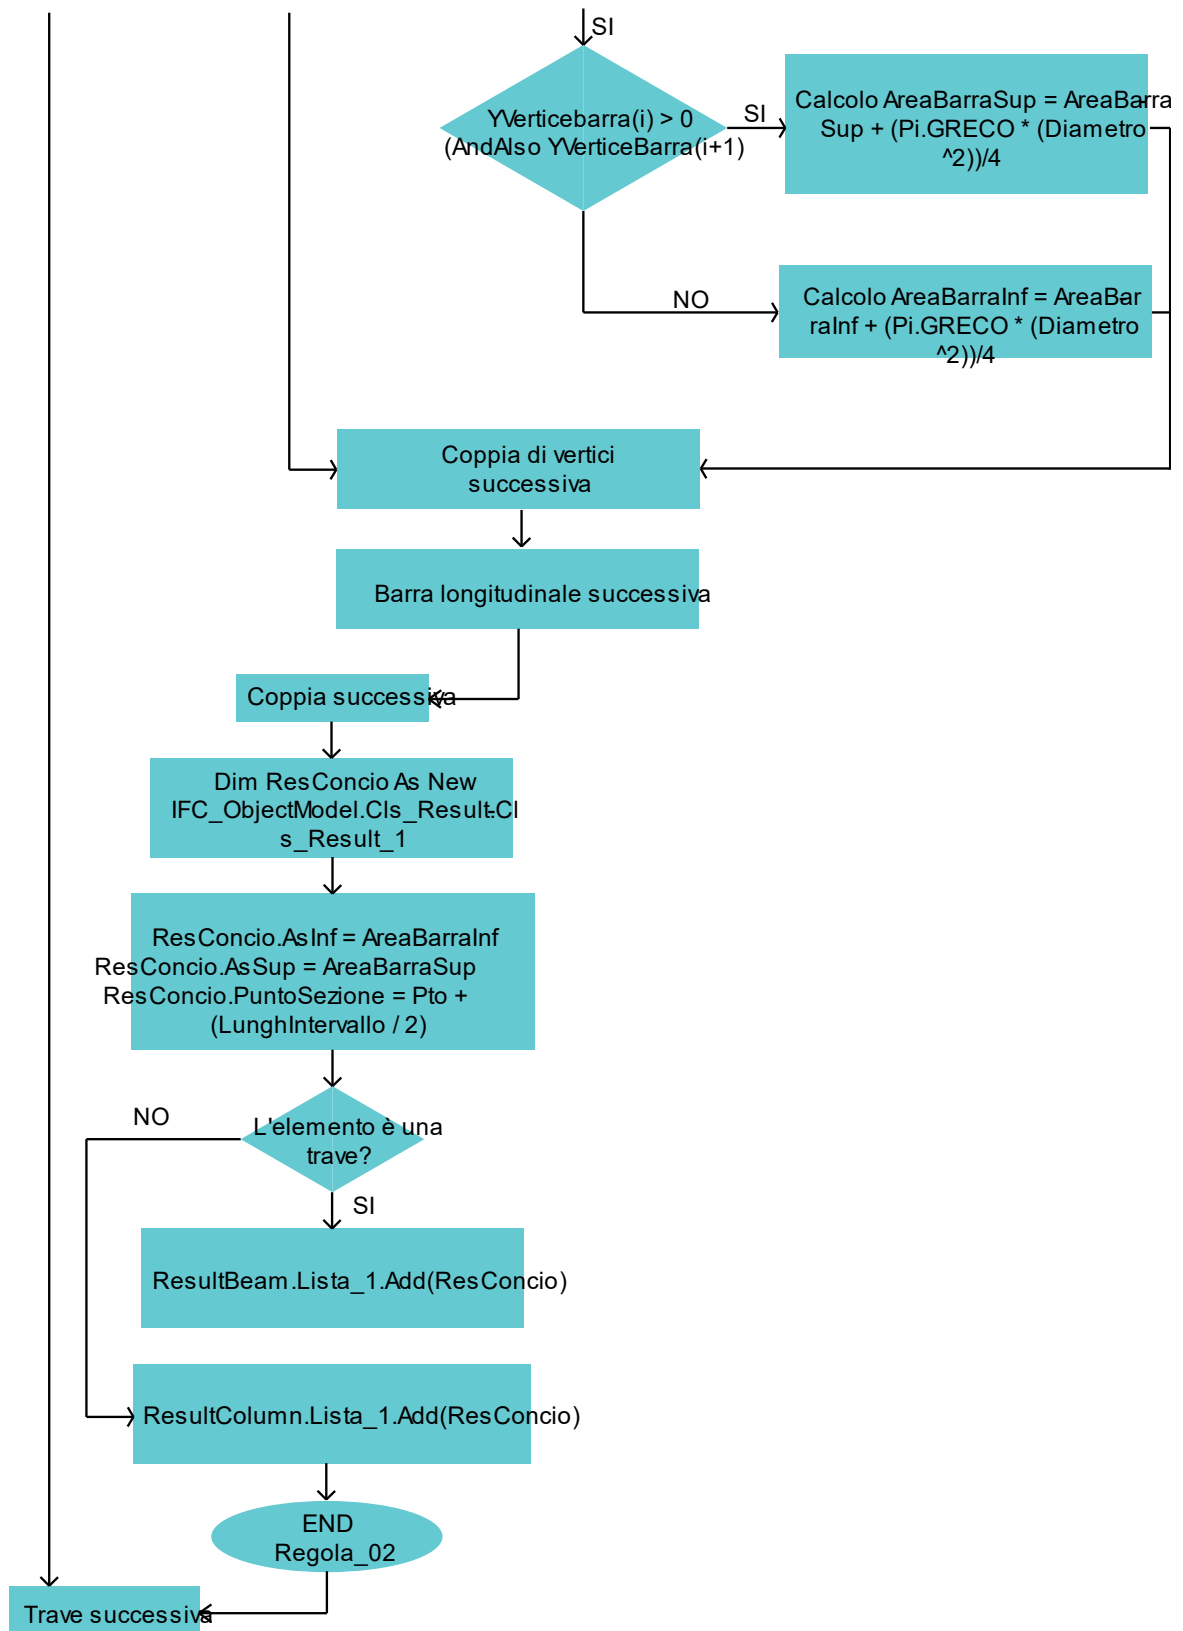 SI
YVerticebarra(i) > 0
(AndAlso YVerticeBarra(i+1)
SI
Calcolo AreaBarraSup = AreaBarra-
Sup + (Pi.GRECO * (Diametro
^2))/4
NO
Calcolo AreaBarraInf = AreaBar-
raInf + (Pi.GRECO * (Diametro
^2))/4
Coppia di vertici
successiva
Barra longitudinale successiva
Coppia successiva
Dim ResConcio As New
IFC_ObjectModel.Cls_Result-Cl
s_Result_1
ResConcio.AsInf = AreaBarraInf
ResConcio.AsSup = AreaBarraSup
ResConcio.PuntoSezione = Pto +
(LunghIntervallo / 2)
NO
L'elemento è una
trave?
SI
ResultBeam.Lista_1.Add(ResConcio)
ResultColumn.Lista_1.Add(ResConcio)
END
Regola_02
Trave successiva